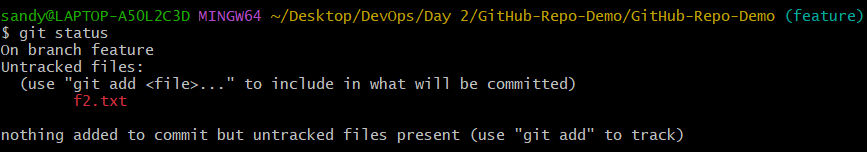 sandy@LAPTOP-A5OL2C3D MINGW64 ~/Desktop/DevOps/Day 2/GitHub-Repo-Demo/GitHub-Repo-Demo (feature)
$ git status
On branch feature
Untracked files:
  (use "git add <file>..." to include in what will be committed)
        f2.txt
nothing added to commit but untracked files present (use "git add" to track)